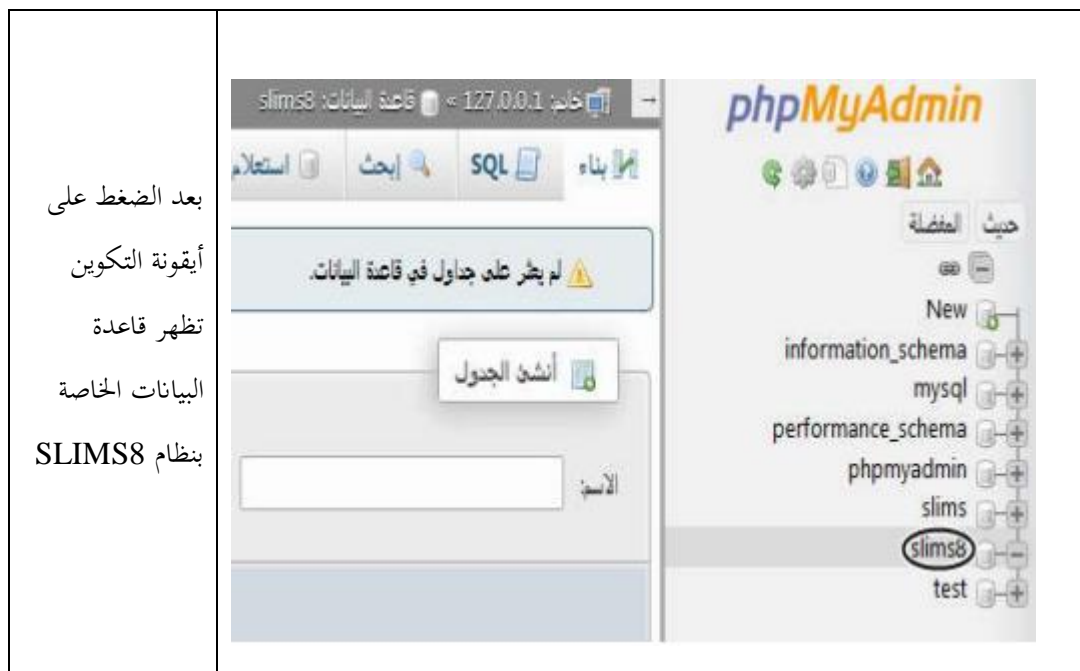 phpMyAdmin
حديث المفضلة
New
information_schema
mysql
performance_schema
phpmyadmin
slims
slims8
test
خادم: 127.0.0.1 » قاعدة البيانات: slims8
بناء SQL إبحث استعلام
لم يعثر على جداول في قاعدة البيانات.
أنشئ الجدول
الاسم:
بعد الضغط على
أيقونة التكوين
تظهر قاعدة
البيانات الخاصة
بنظام SLIMS8